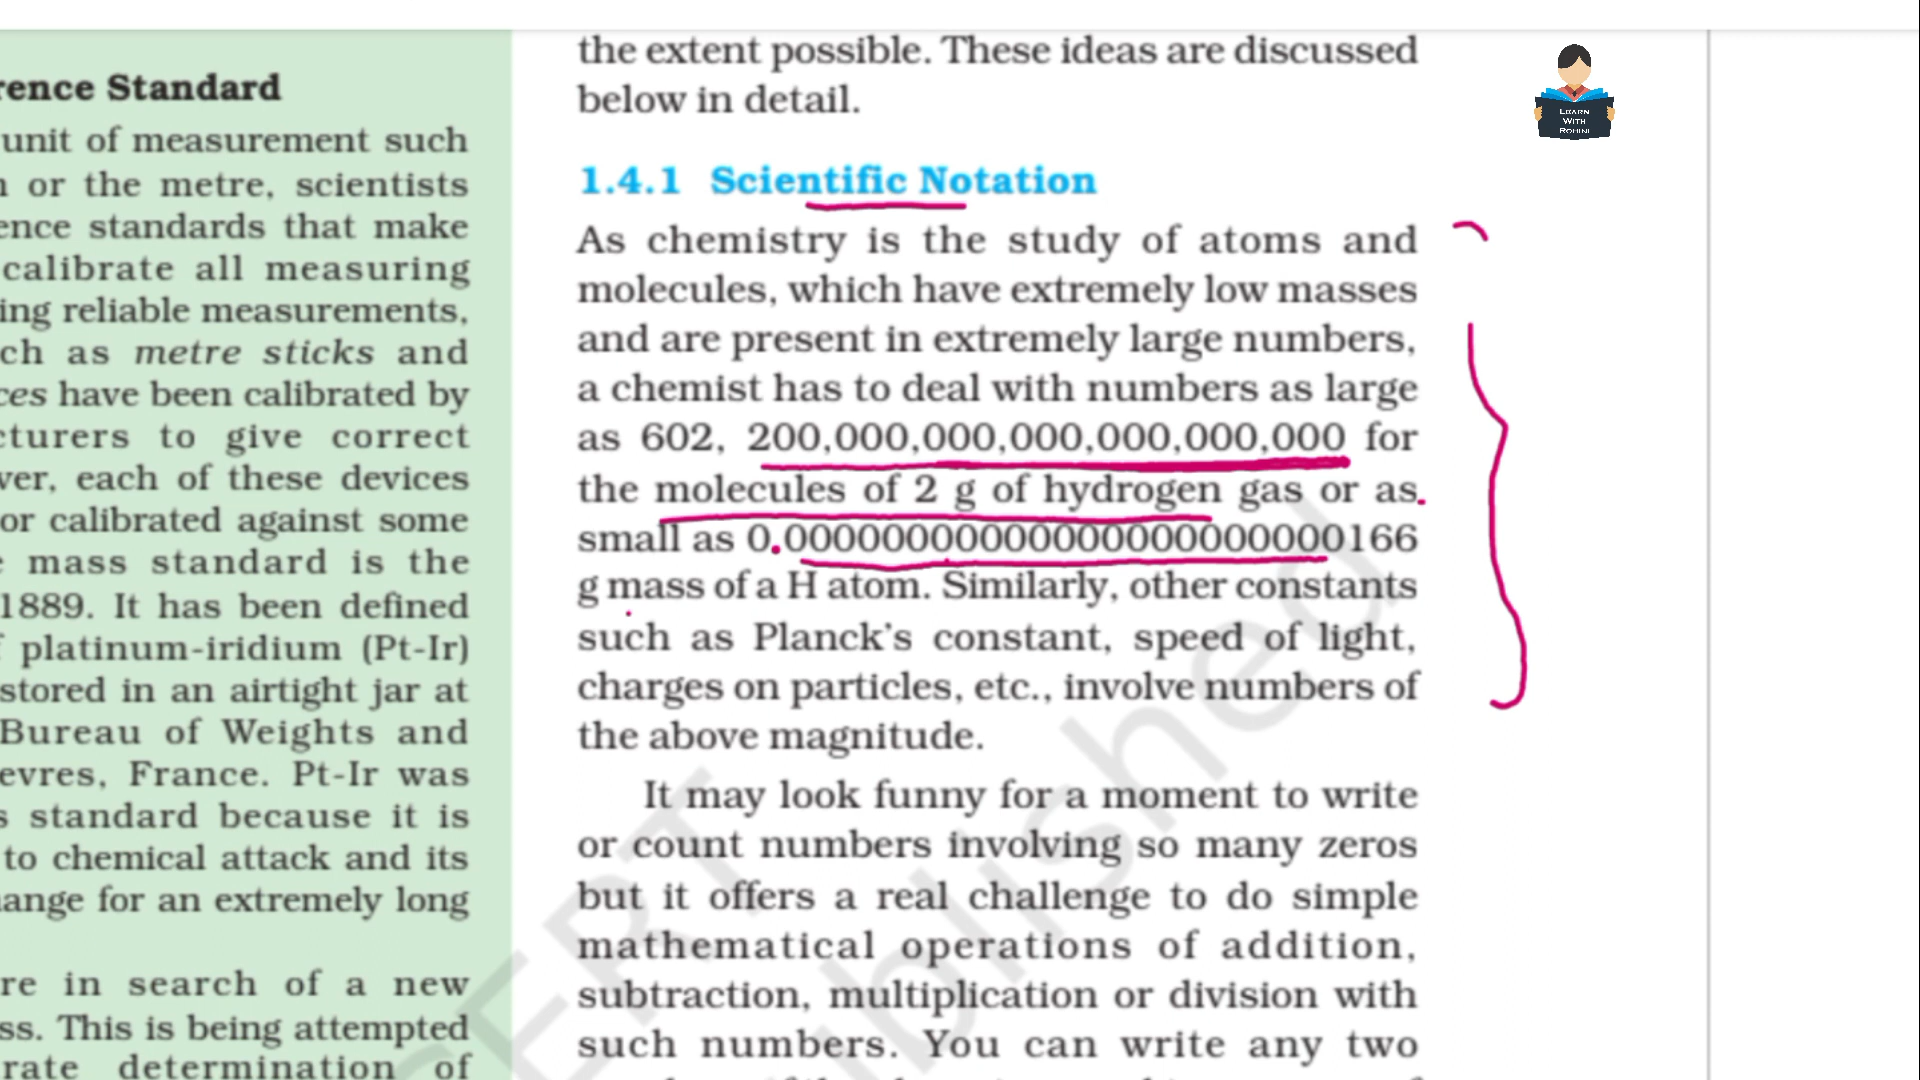 rence Standard
unit of measurement such
n or the metre, scientists
ence standards that make
calibrate all measuring
ing reliable measurements,
ch as metre sticks and
ces have been calibrated by
cturers to give correct
ver, each of these devices
or calibrated against some
e mass standard is the
1889. It has been defined
f platinum-iridium (Pt-Ir)
stored in an airtight jar at
Bureau of Weights and
evres, France. Pt-Ir was
s standard because it is
to chemical attack and its
hange for an extremely long
re in search of a new
ss. This is being attempted
rate determination of
the extent possible. These ideas are discussed
below in detail.
1.4.1 Scientific Notation
As chemistry is the study of atoms and
molecules, which have extremely low masses
and are present in extremely large numbers,
a chemist has to deal with numbers as large
as 602, 200,000,000,000,000,000,000 for
the molecules of 2 g of hydrogen gas or as
small as 0.00000000000000000000000166
g mass of a H atom. Similarly, other constants
such as Planck's constant, speed of light,
charges on particles, etc., involve numbers of
the above magnitude.
It may look funny for a moment to write
or count numbers involving so many zeros
but it offers a real challenge to do simple
mathematical operations of addition,
subtraction, multiplication or division with
such numbers. You can write any two
LEARN
WITH
ROHINI
ERT
blished